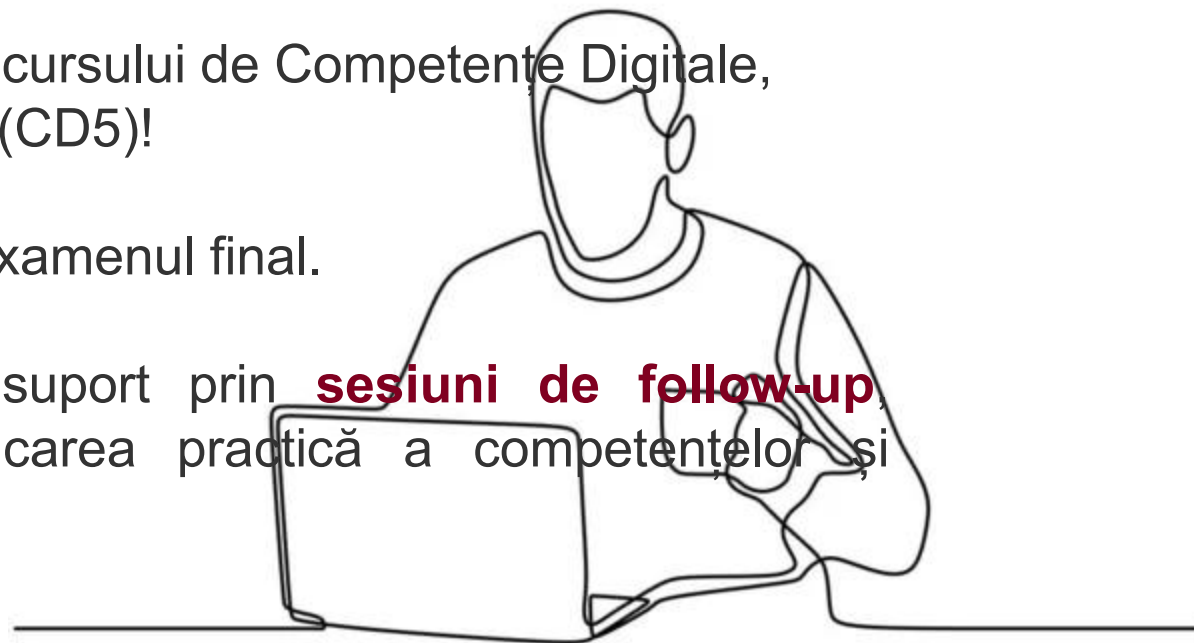 cursului de Competențe Digitale,
(CD5)!
xamenul final.
suport prin sesiuni de follow-up,
carea practică a competențelor și